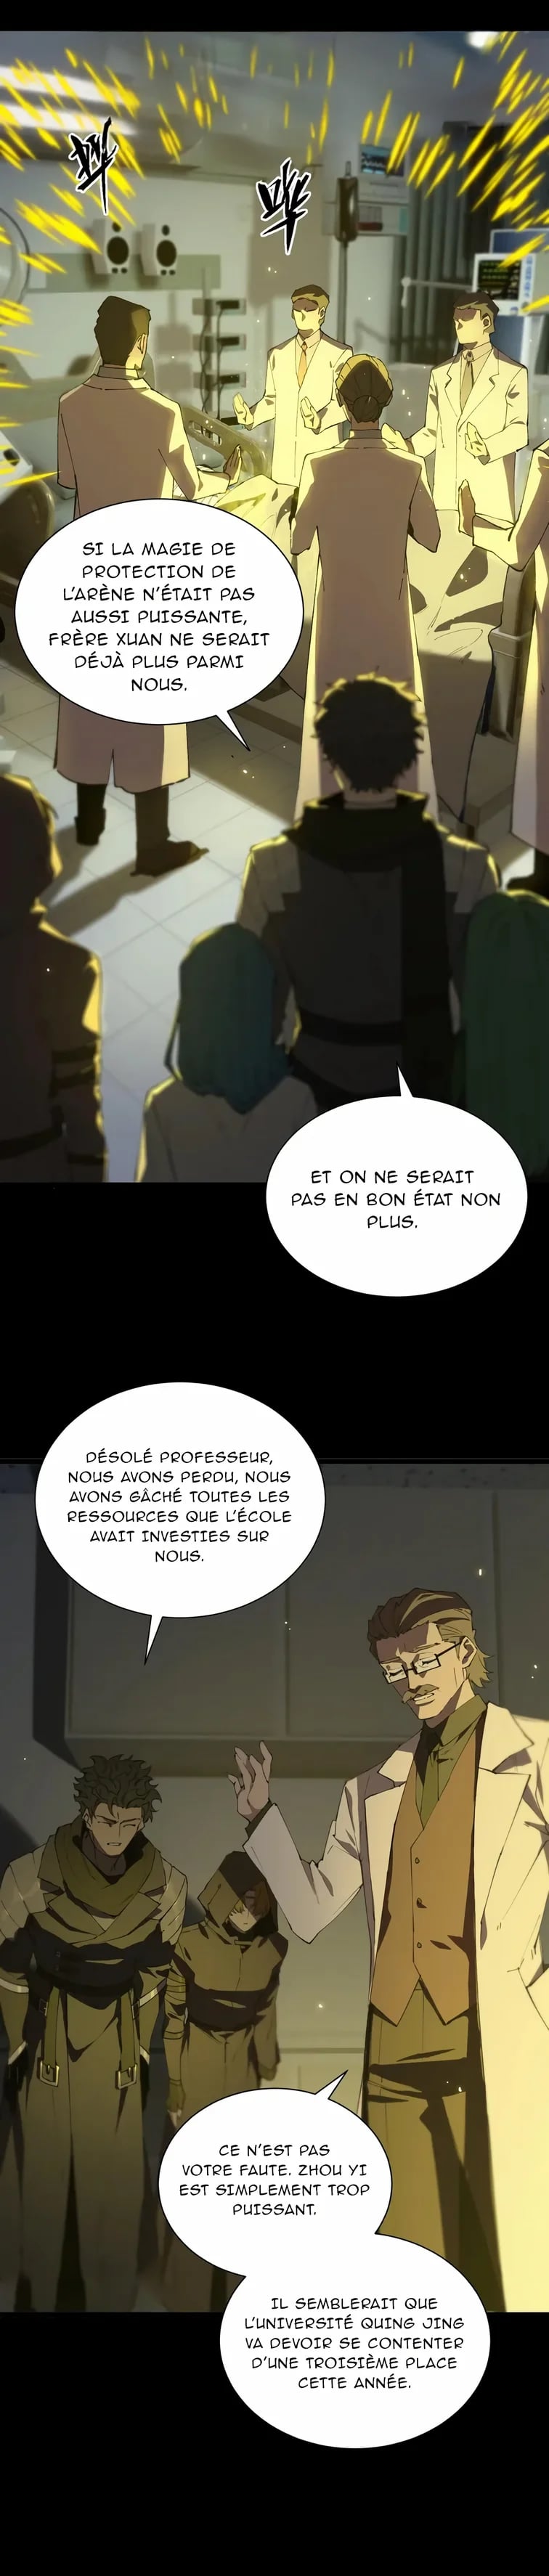 SI LA MAGIE DE
PROTECTION DE
L'ARÈNE N'ÉTAIT PAS
AUSSI PUISSANTE,
FRÈRE XUAN NE SERAIT
DÉJÀ PLUS PARMI
NOUS.
ET ON NE SERAIT
PAS EN BON ÉTAT NON
PLUS.
DÉSOLÉ PROFESSEUR,
NOUS AVONS PERDU, NOUS
AVONS GÂCHÉ TOUTES LES
RESSOURCES QUE L'ÉCOLE
AVAIT INVESTIES SUR
NOUS.
CE N'EST PAS
VOTRE FAUTE. ZHOU YI
EST SIMPLEMENT TROP
PUISSANT.
IL SEMBLERAIT QUE
L'UNIVERSITÉ QUING JING
VA DEVOIR SE CONTENTER
D'UNE TROISIÈME PLACE
CETTE ANNÉE.